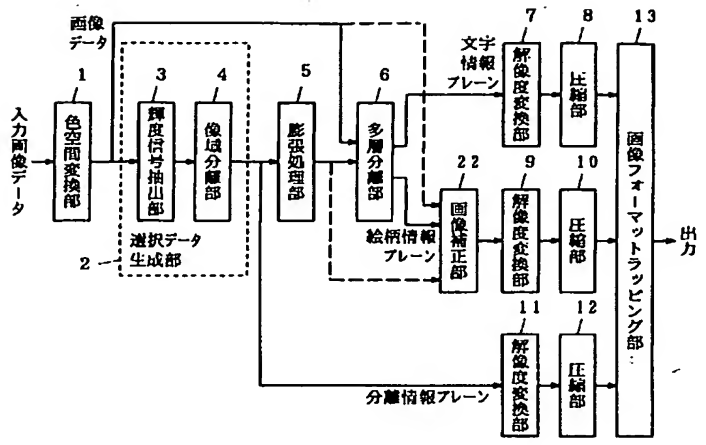 画像
データ
入力画像データ
1
色空間変換部
2
選択データ
生成部
3
輝度信号抽出部
4
像域分離部
5
膨張処理部
6
多層分離部
文字
情報
プレーン
7
解像度変換部
8
圧縮部
絵柄情報
プレーン
22
画像補正部
9
解像度変換部
10
圧縮部
分離情報プレーン
11
解像度変換部
12
圧縮部
13
画像フォーマットラッピング部
出力